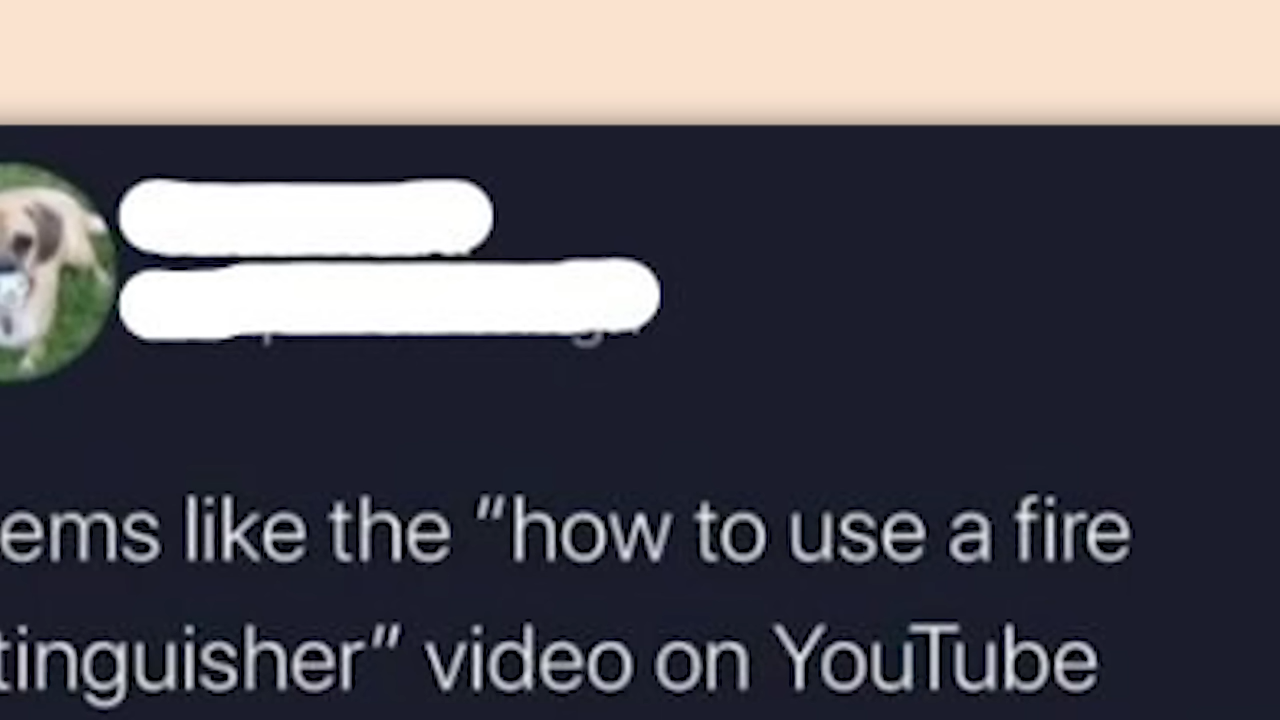 ems like the “how to use a fire
tinguisher” video on YouTube